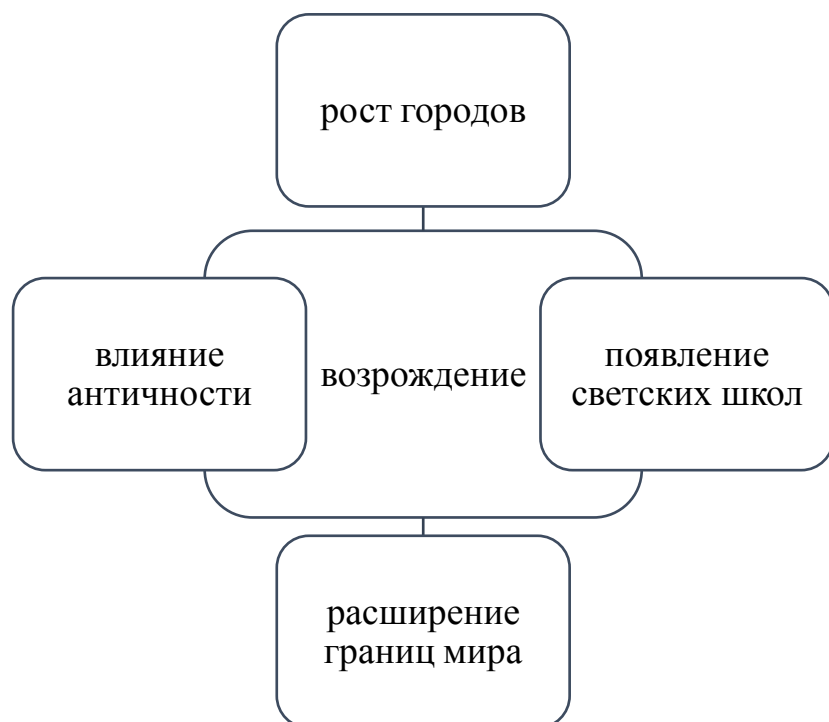 рост городов
влияние
античности
возрождение
появление
светских школ
расширение
границ мира